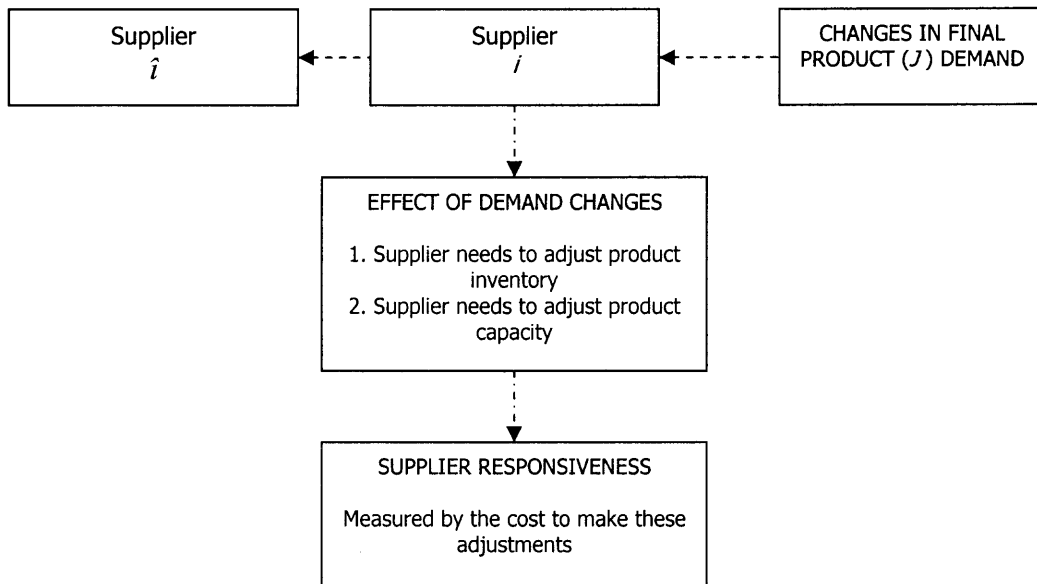 Supplier
î
Supplier
i
CHANGES IN FINAL
PRODUCT (J) DEMAND
EFFECT OF DEMAND CHANGES
1. Supplier needs to adjust product
inventory
2. Supplier needs to adjust product
capacity
SUPPLIER RESPONSIVENESS
Measured by the cost to make these
adjustments